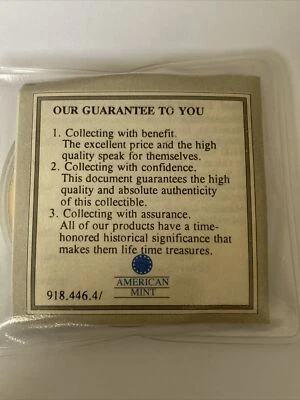 OUR GUARANTEE TO YOU
1. Collecting with benefit.
The excellent price and the high
quality speak for themselves.
2. Collecting with confidence.
This document guarantees the high
quality and absolute authenticity
of this collectible.
3. Collecting with assurance.
All of our products have a time-
honored historical significance that
makes them life time treasures.
AMERICAN
MINT
918.446.4/